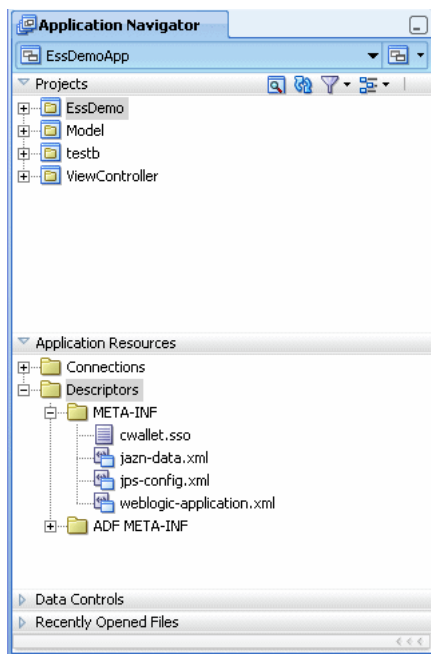 Application Navigator
EssDemoApp
Projects
EssDemo
Model
testb
ViewController
Application Resources
Connections
Descriptors
META-INF
cwallet.sso
jazn-data.xml
jps-config.xml
weblogic-application.xml
ADF META-INF
Data Controls
Recently Opened Files